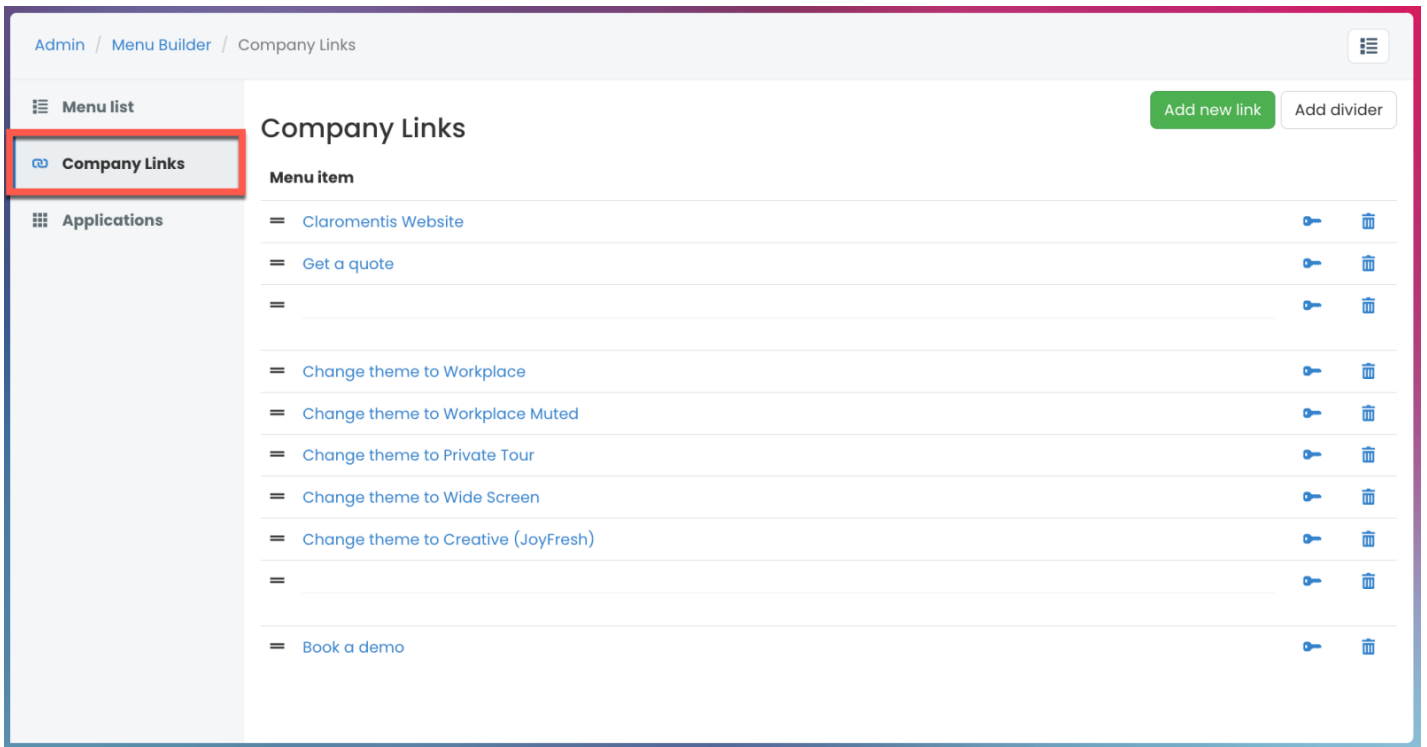 Admin / Menu Builder / Company Links
Menu list
Company Links
Applications
Company Links
Add new link
Add divider
Menu item
Claromentis Website
Get a quote
Change theme to Workplace
Change theme to Workplace Muted
Change theme to Private Tour
Change theme to Wide Screen
Change theme to Creative (JoyFresh)
Book a demo